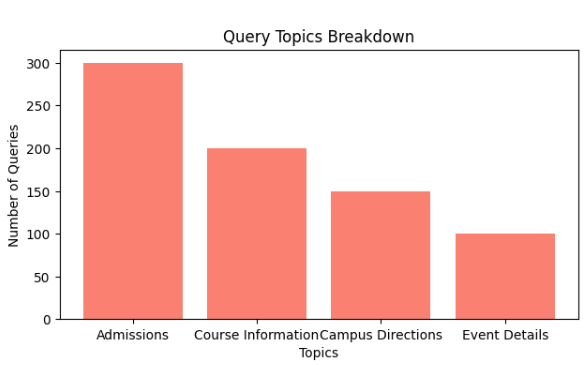 Query Topics Breakdown
Number of Queries
300
250
200
150
100
50
0
Admissions Course Information Campus Directions Event Details
Topics